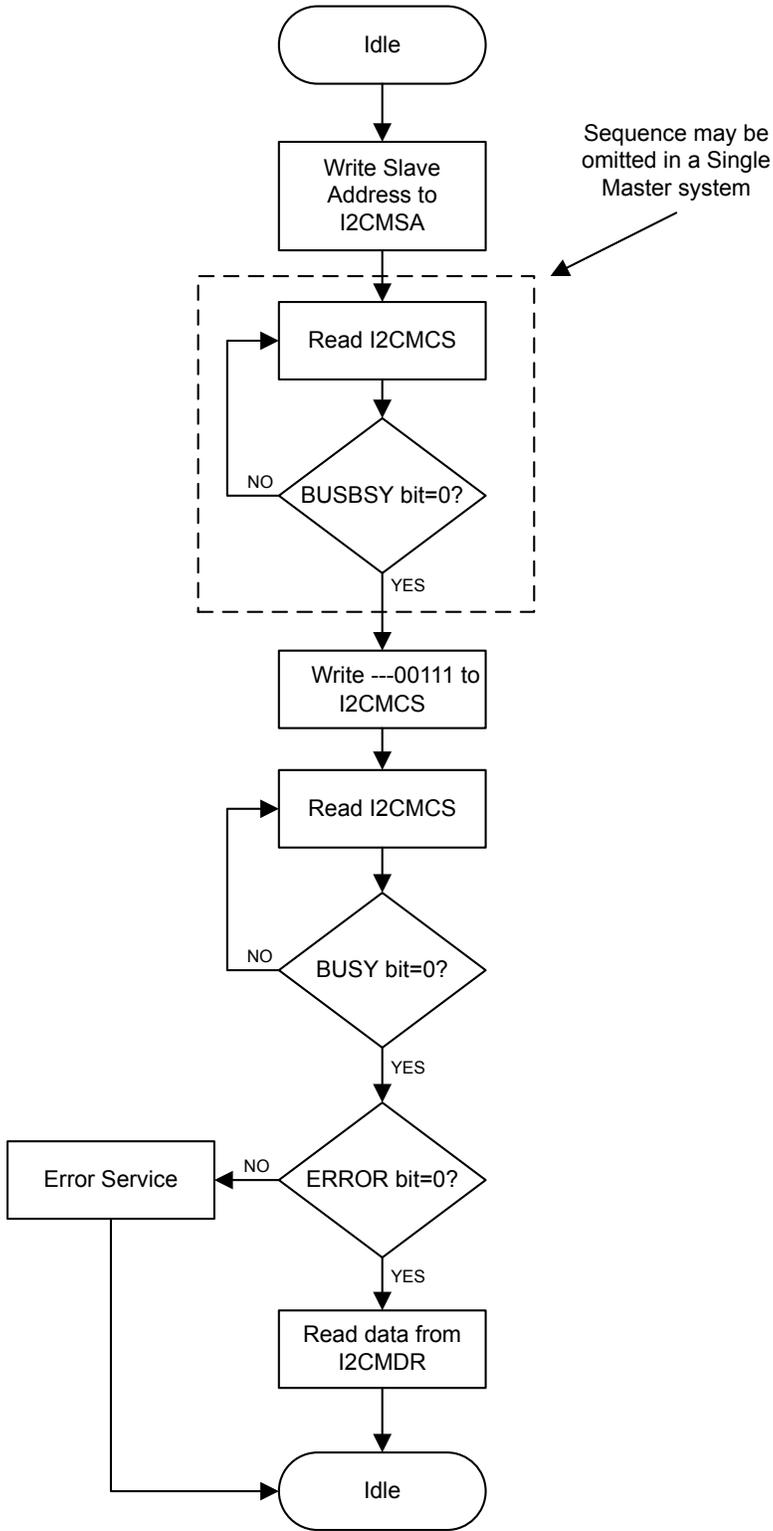 Idle
Sequence may be
omitted in a Single
Master system
Write Slave
Address to
I2CMSA
Read I2CMCS
BUSBSY bit=0?
NO
YES
Write ---00111 to
I2CMCS
Read I2CMCS
BUSY bit=0?
NO
YES
ERROR bit=0?
NO
Error Service
YES
Read data from
I2CMDR
Idle